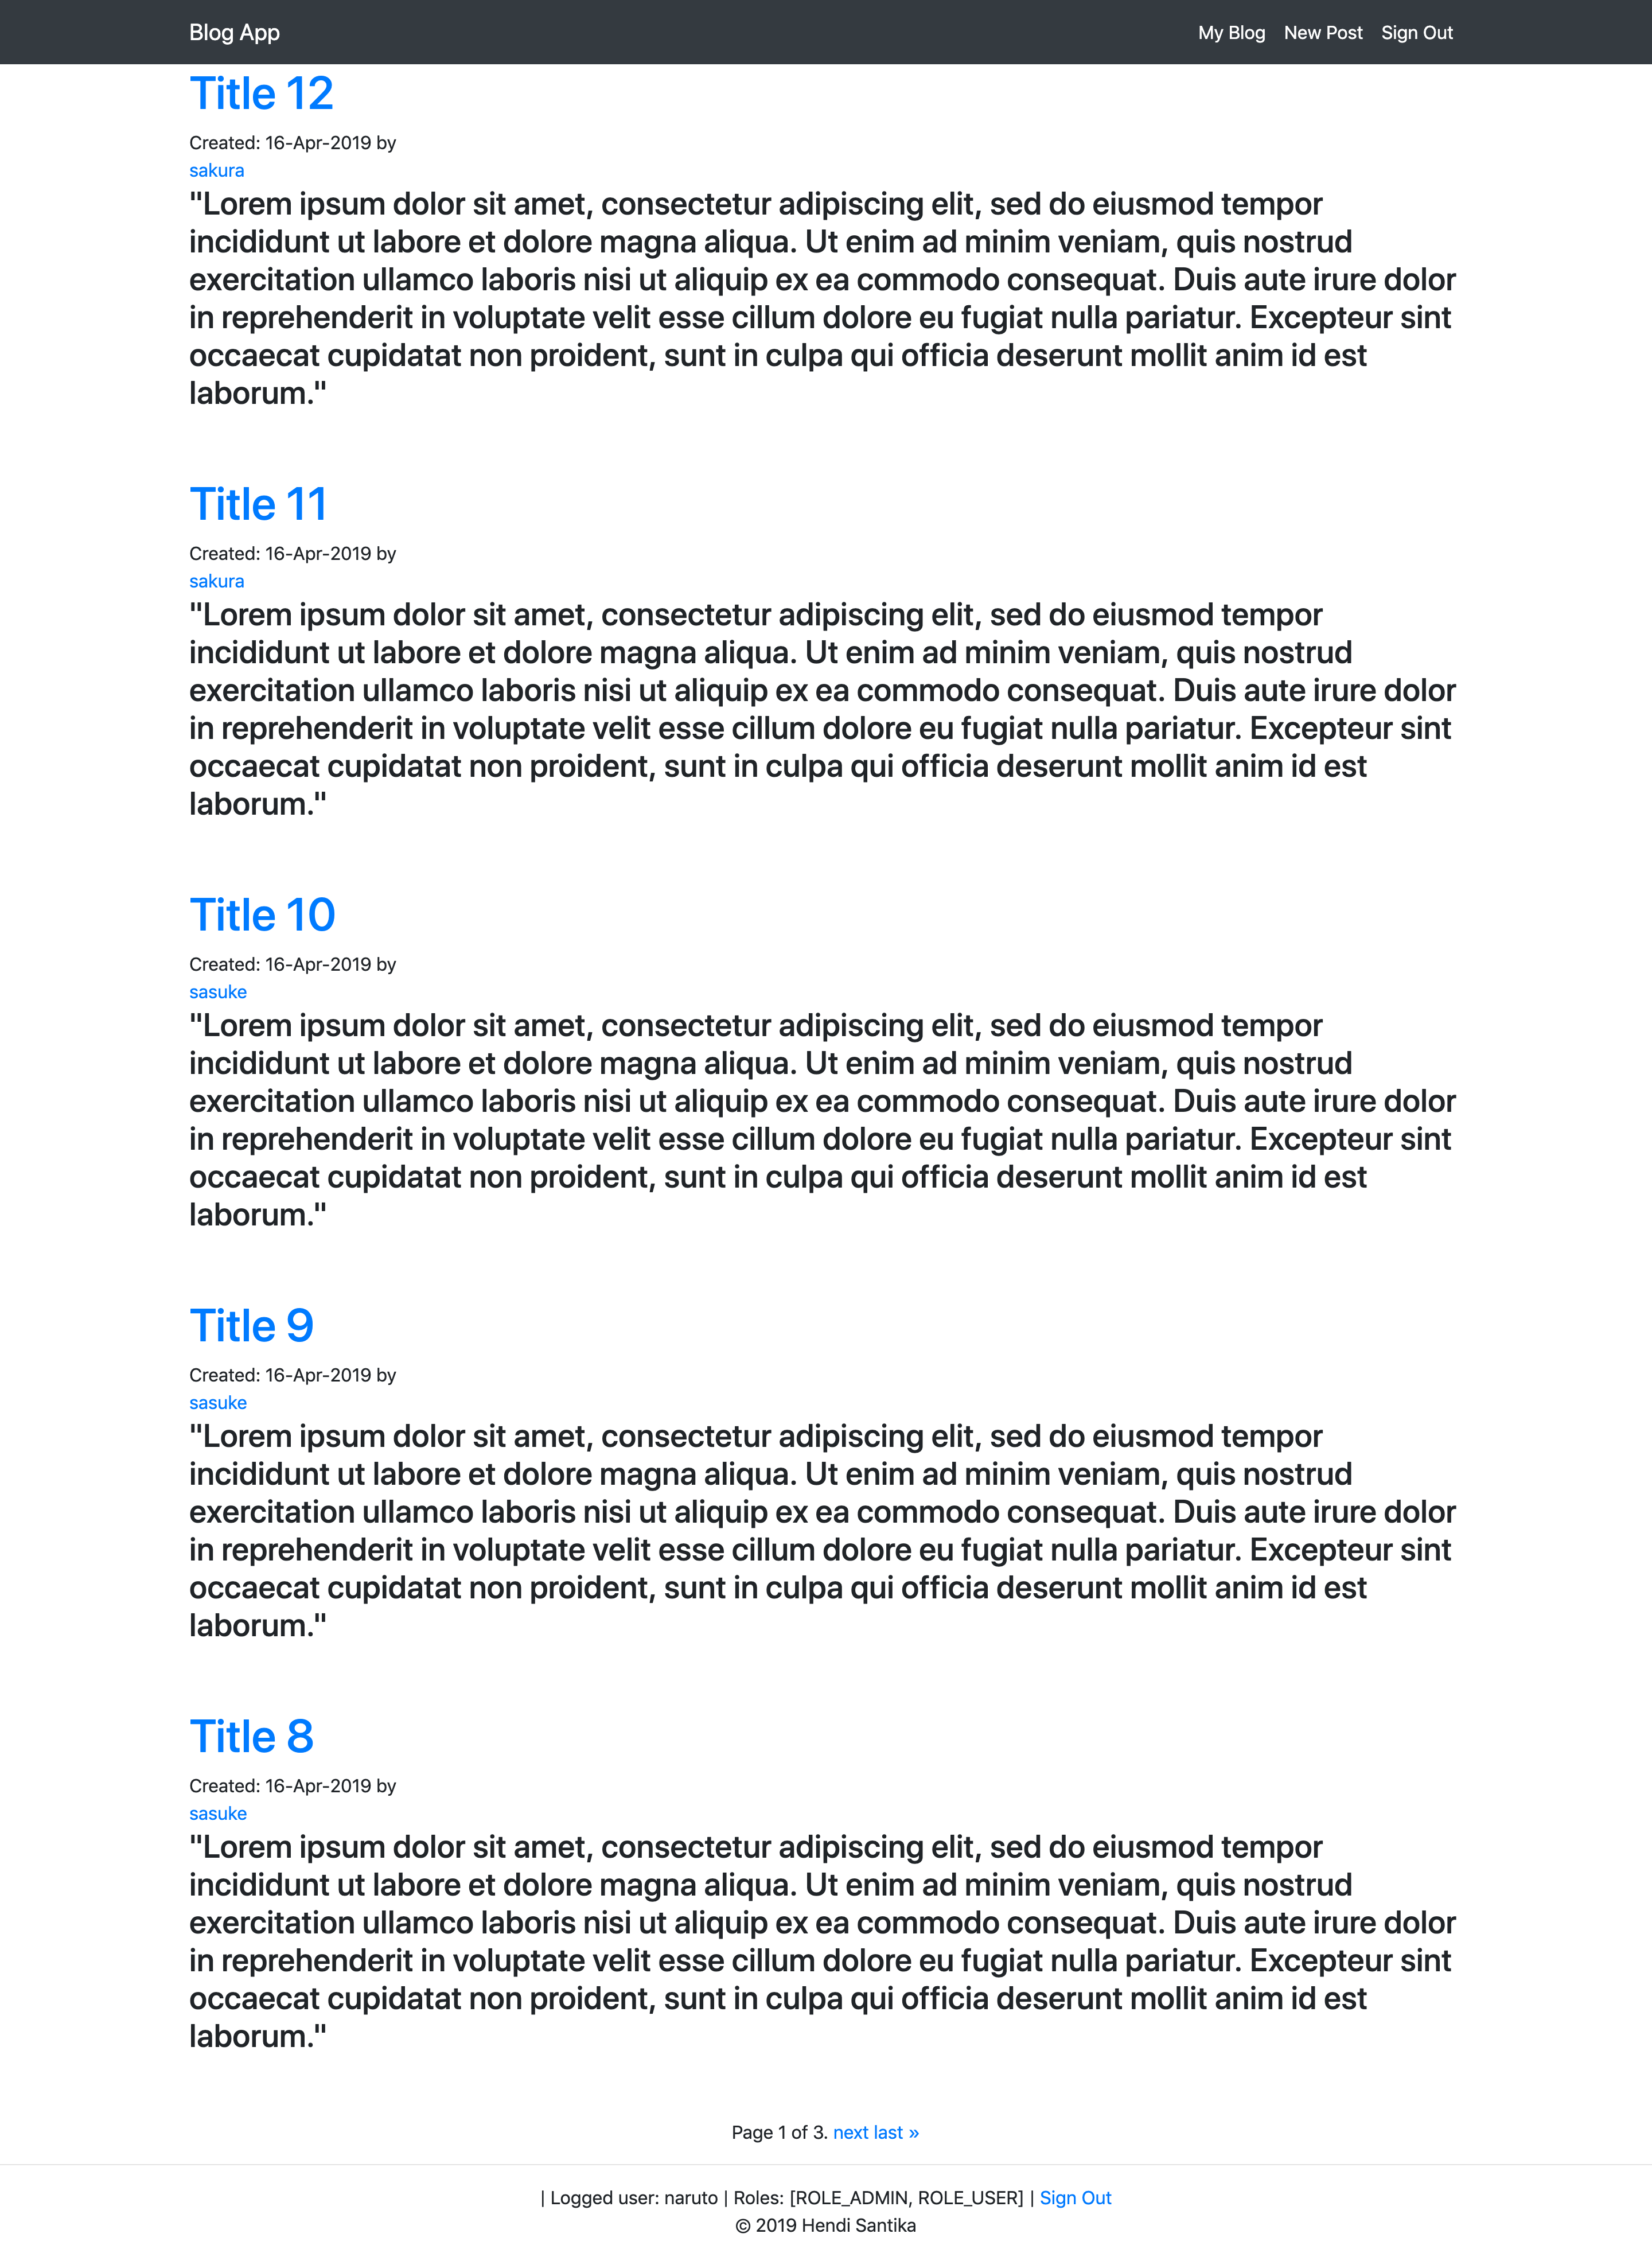 Blog App
My Blog New Post Sign Out
Title 12
Created: 16-Apr-2019 by
sakura
"Lorem ipsum dolor sit amet, consectetur adipiscing elit, sed do eiusmod tempor
incididunt ut labore et dolore magna aliqua. Ut enim ad minim veniam, quis nostrud
exercitation ullamco laboris nisi ut aliquip ex ea commodo consequat. Duis aute irure dolor
in reprehenderit in voluptate velit esse cillum dolore eu fugiat nulla pariatur. Excepteur sint
occaecat cupidatat non proident, sunt in culpa qui officia deserunt mollit anim id est
laborum."
Title 11
Created: 16-Apr-2019 by
sakura
"Lorem ipsum dolor sit amet, consectetur adipiscing elit, sed do eiusmod tempor
incididunt ut labore et dolore magna aliqua. Ut enim ad minim veniam, quis nostrud
exercitation ullamco laboris nisi ut aliquip ex ea commodo consequat. Duis aute irure dolor
in reprehenderit in voluptate velit esse cillum dolore eu fugiat nulla pariatur. Excepteur sint
occaecat cupidatat non proident, sunt in culpa qui officia deserunt mollit anim id est
laborum."
Title 10
Created: 16-Apr-2019 by
sasuke
"Lorem ipsum dolor sit amet, consectetur adipiscing elit, sed do eiusmod tempor
incididunt ut labore et dolore magna aliqua. Ut enim ad minim veniam, quis nostrud
exercitation ullamco laboris nisi ut aliquip ex ea commodo consequat. Duis aute irure dolor
in reprehenderit in voluptate velit esse cillum dolore eu fugiat nulla pariatur. Excepteur sint
occaecat cupidatat non proident, sunt in culpa qui officia deserunt mollit anim id est
laborum."
Title 9
Created: 16-Apr-2019 by
sasuke
"Lorem ipsum dolor sit amet, consectetur adipiscing elit, sed do eiusmod tempor
incididunt ut labore et dolore magna aliqua. Ut enim ad minim veniam, quis nostrud
exercitation ullamco laboris nisi ut aliquip ex ea commodo consequat. Duis aute irure dolor
in reprehenderit in voluptate velit esse cillum dolore eu fugiat nulla pariatur. Excepteur sint
occaecat cupidatat non proident, sunt in culpa qui officia deserunt mollit anim id est
laborum."
Title 8
Created: 16-Apr-2019 by
sasuke
"Lorem ipsum dolor sit amet, consectetur adipiscing elit, sed do eiusmod tempor
incididunt ut labore et dolore magna aliqua. Ut enim ad minim veniam, quis nostrud
exercitation ullamco laboris nisi ut aliquip ex ea commodo consequat. Duis aute irure dolor
in reprehenderit in voluptate velit esse cillum dolore eu fugiat nulla pariatur. Excepteur sint
occaecat cupidatat non proident, sunt in culpa qui officia deserunt mollit anim id est
laborum."
Page 1 of 3. next last »
| Logged user: naruto | Roles: [ROLE_ADMIN, ROLE_USER] | Sign Out
© 2019 Hendi Santika